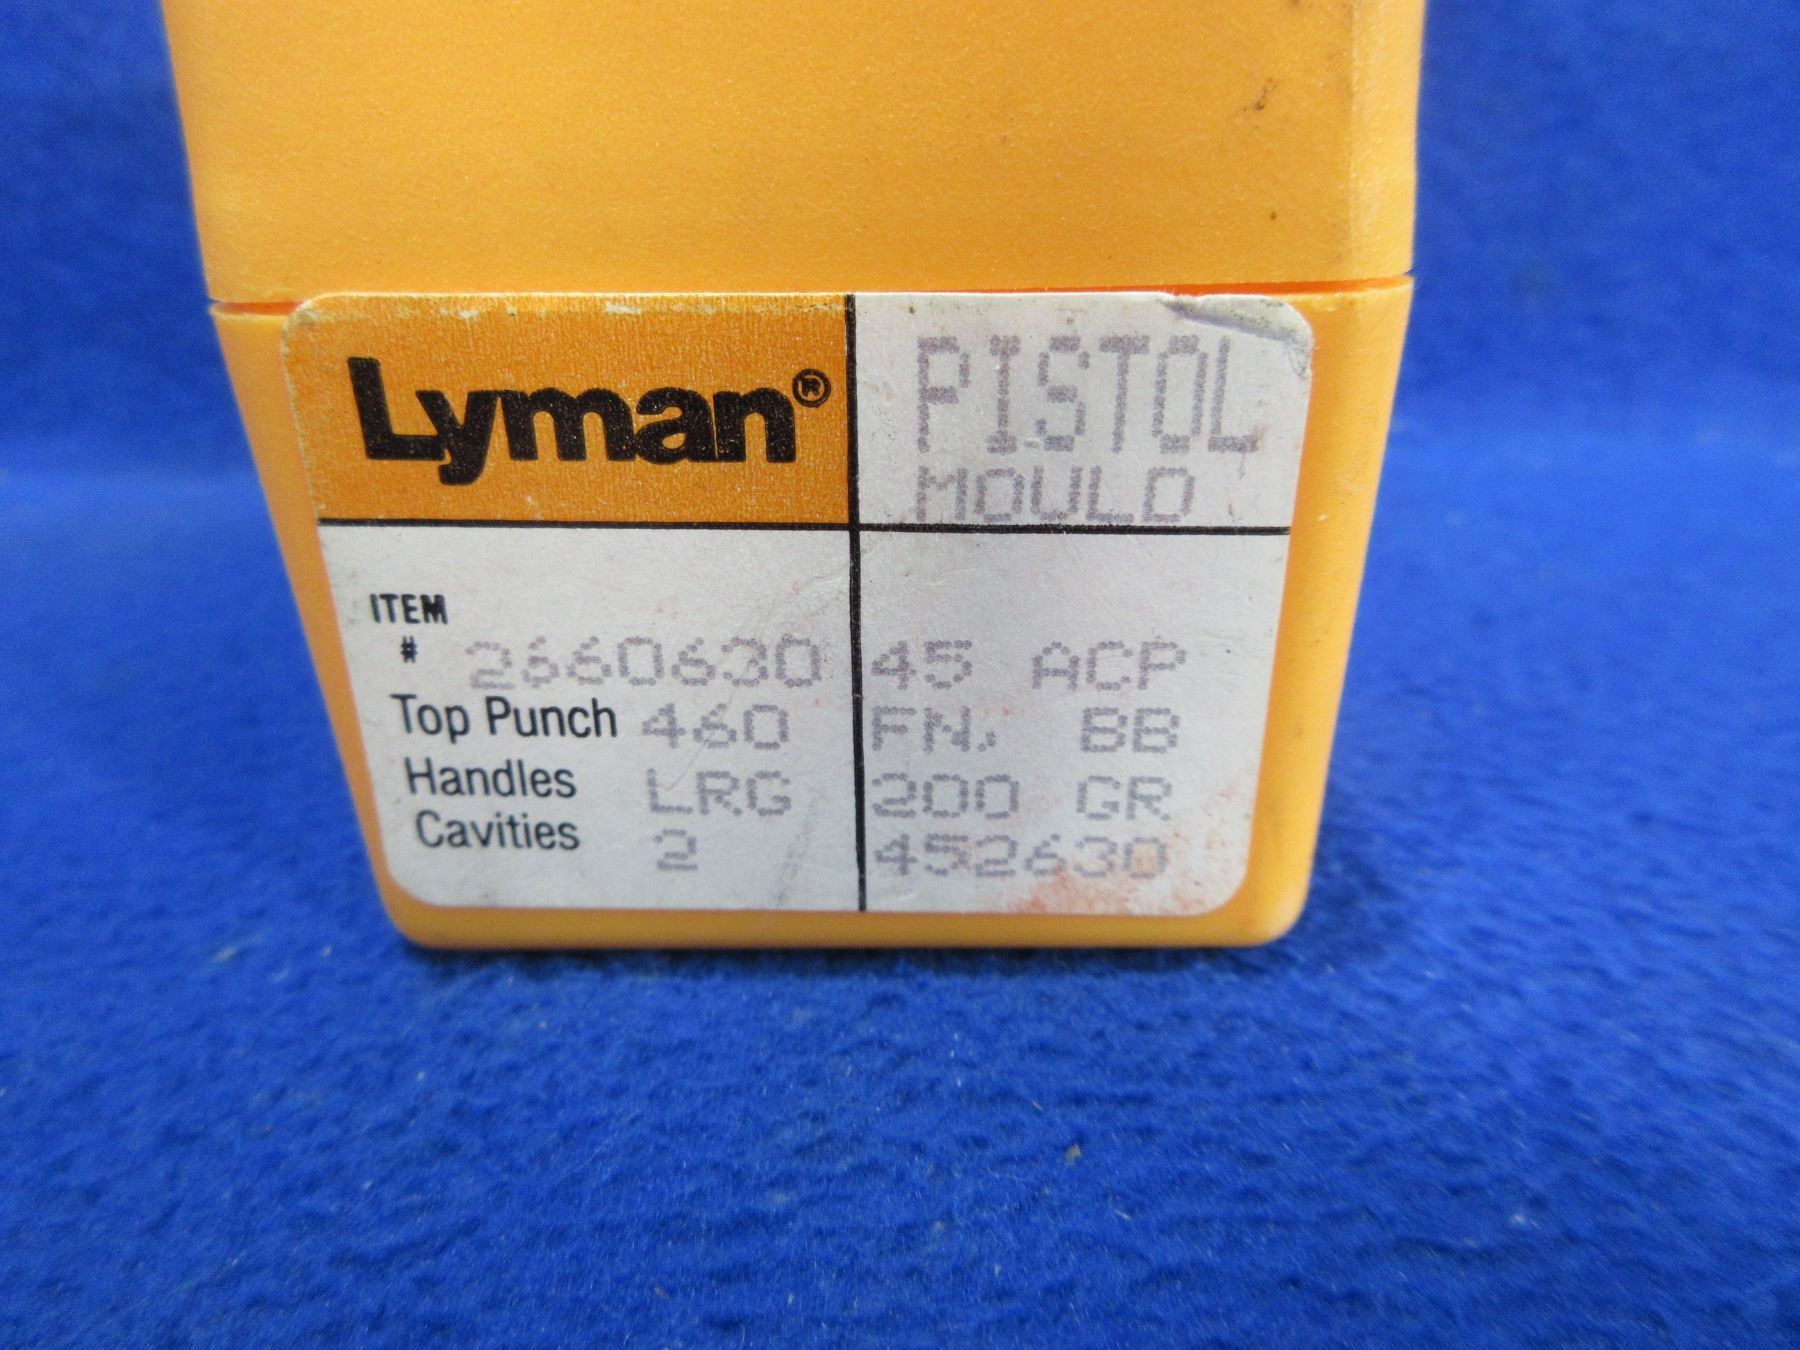 Lyman®
PISTOL
MOULD
ITEM
# 2660630
Top Punch 460
Handles LRG
Cavities 2
45 ACP
FN. BB
200 GR
452630